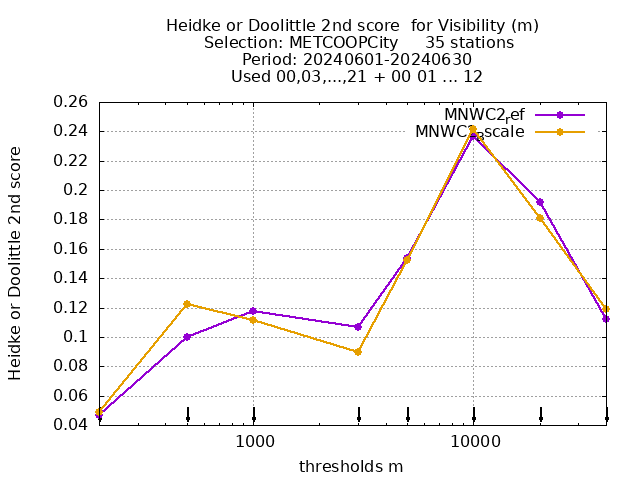 Heidke or Doolittle 2nd score  for Visibility (m)
Selection: METCOOPCity     35 stations
Period: 20240601-20240630
Used 00,03,...,21 + 00 01 ... 12
MNWC2ref
scale
Heidke or Doolittle 2nd score
0.26
0.24
0.22
0.2
0.18
0.16
0.14
0.12
0.1
0.08
0.06
0.04
1000 10000
thresholds m